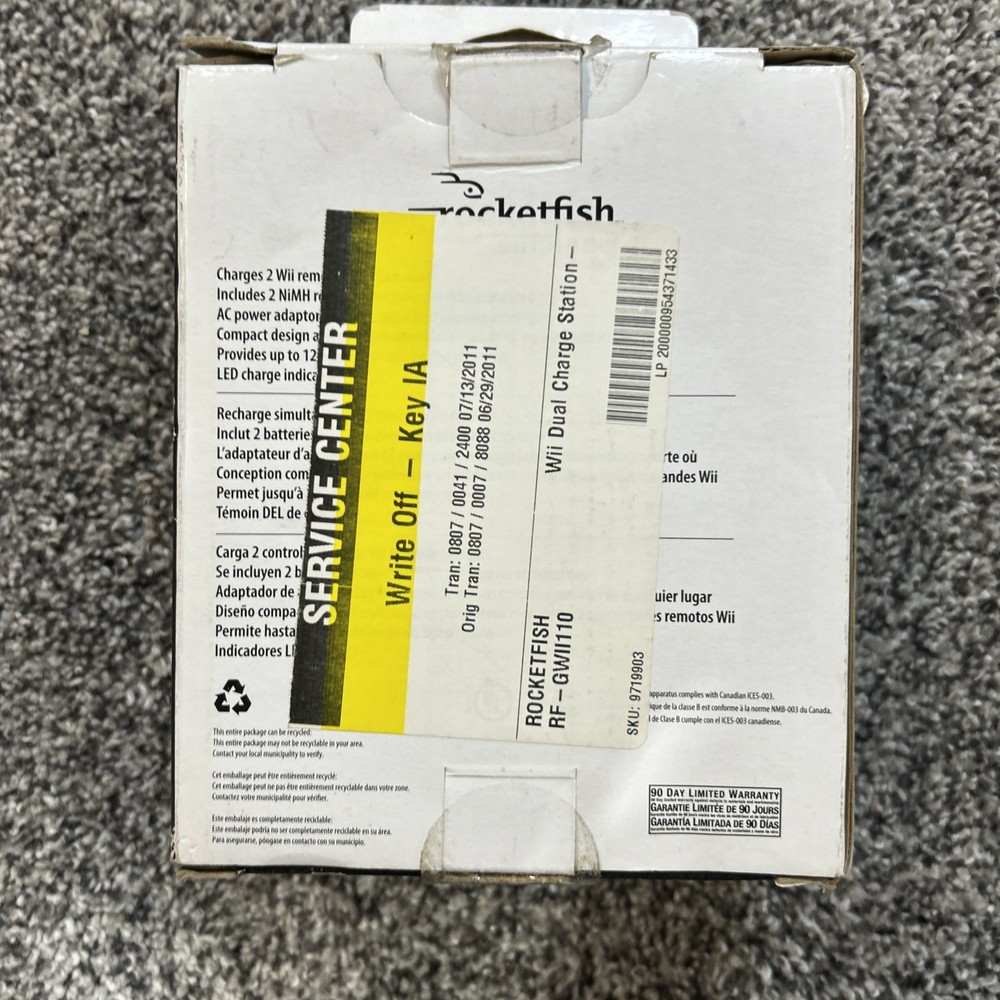 rocketfish
Charges 2 Wii rem
Includes 2 NiMH r
AC power adaptor
Compact design a
Provides up to 12
LED charge indica
Recharge simult
Inclut 2 batterie
L'adaptateur d'a
Conception com
Permet jusqu'à
Témoin DEL de
rte où
andes Wii
Carga 2 control
Se incluyen 2 b
Adaptador de
Diseño compa
Permite hasta
Indicadores L
uier lugar
s remotos Wii
SERVICE CENTER
Write Off - Key IA
Tran: 0807 / 0041 / 2400 07/13/2011
Orig Tran: 0807 / 0007 / 8088 06/29/2011
ROCKETFISH
RF-GWII110
Wii Dual Charge Station -
SKU: 9719903
LP 200000954371433
apparatus complies with Canadian ICES-003.
ique de la classe B est conforme à la norme NMB-003 du Canada.
l de Clase B cumple con el ICES-003 canadiense.
This entire package can be recycled:
This entire package may not be recyclable in your area.
Contact your local municipality to verify.
Cet emballage peut être entièrement recyclé:
Cet emballage peut ne pas être entièrement recyclable dans votre zone.
Contactez votre municipalité pour vérifier.
Este embalaje es completamente reciclable:
Este embalaje podría no ser completamente reciclable en su área.
Para asegurarse, póngase en contacto con su municipio.
90 DAY LIMITED WARRANTY
GARANTIE LIMITÉE DE 90 JOURS
GARANTÍA LIMITADA DE 90 DÍAS